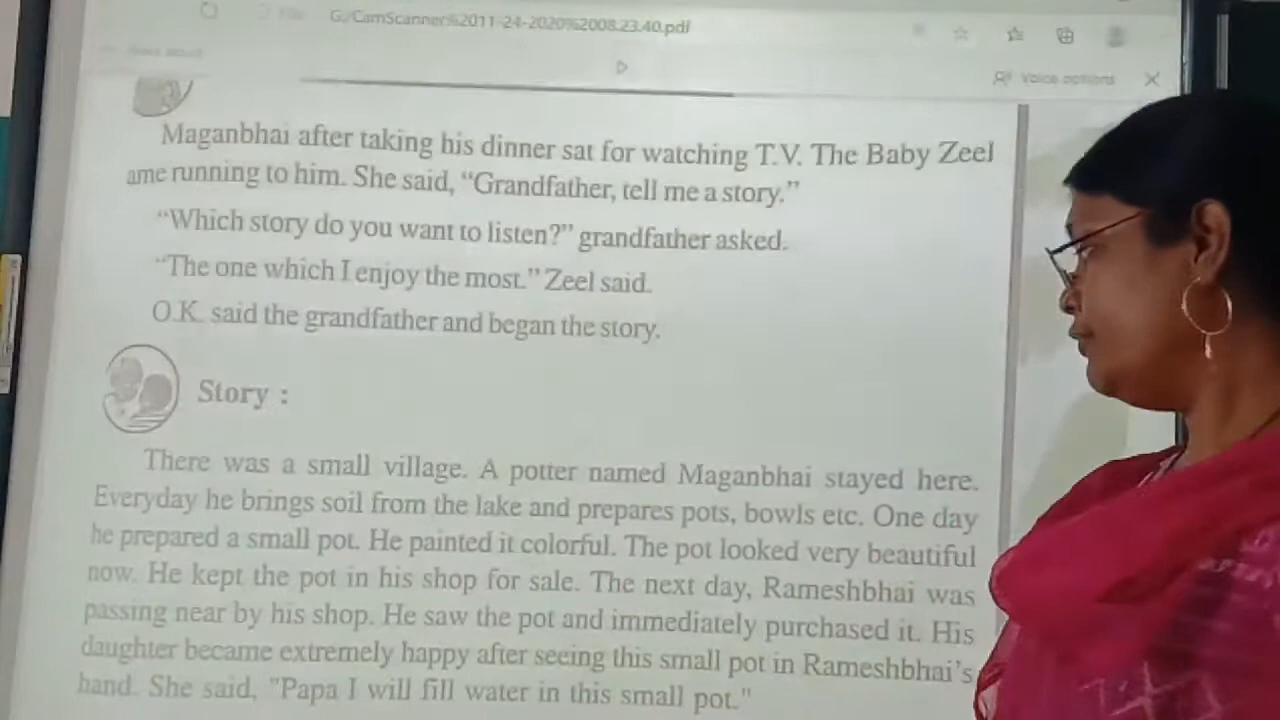 G:/CamScanner%2011-24-2020%2008.23.40.pdf
Voice options
Maganbhai after taking his dinner sat for watching T.V. The Baby Zeel
ame running to him. She said, “Grandfather, tell me a story.”
“Which story do you want to listen?” grandfather asked.
“The one which I enjoy the most.” Zeel said.
O.K. said the grandfather and began the story.
Story :
There was a small village. A potter named Maganbhai stayed here.
Everyday he brings soil from the lake and prepares pots, bowls etc. One day
he prepared a small pot. He painted it colorful. The pot looked very beautiful
now. He kept the pot in his shop for sale. The next day, Rameshbhai was
passing near by his shop. He saw the pot and immediately purchased it. His
daughter became extremely happy after seeing this small pot in Rameshbhai’s
hand. She said, "Papa I will fill water in this small pot."